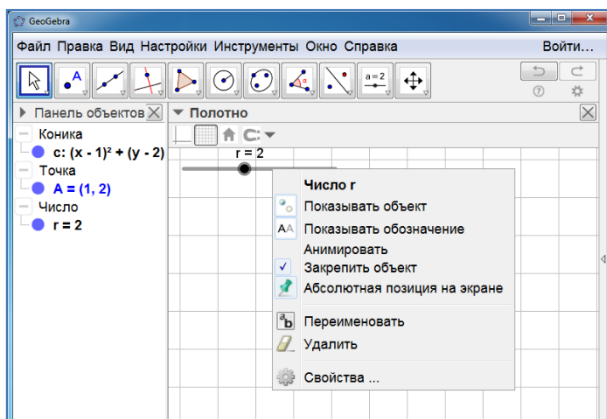 GeoGebra
Файл Правка Вид Настройки Инструменты Окно Справка Войти...
A a=2
Панель объектов Полотно
Коника
c: (x - 1)² + (y - 2)
Точка
A = (1, 2)
Число
r = 2
r = 2
Число r
Показывать объект
AA Показывать обозначение
Анимировать
Закрепить объект
Абсолютная позиция на экране
ab Переименовать
Удалить
Свойства ...